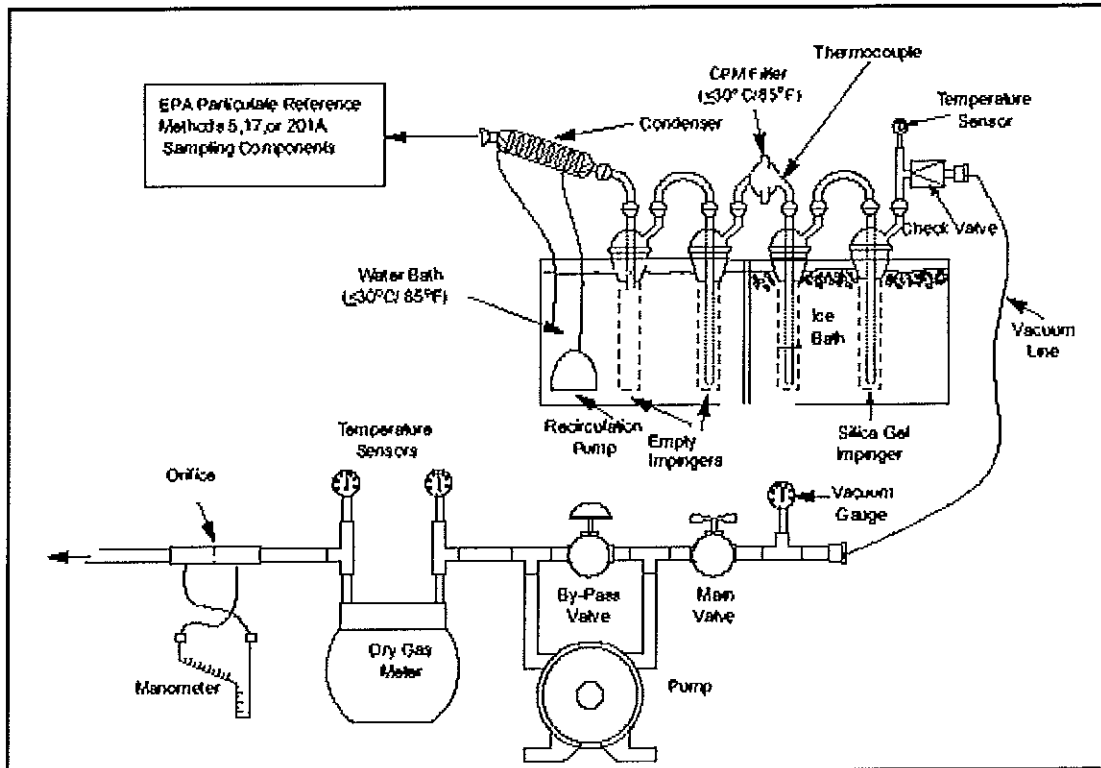 EPA Particulate Reference
Methods 5,17,or 201A
Sampling Components
Condenser
CPM Filter
(≤30°C/85°F)
Thermocouple
Temperature
Sensor
Check Valve
Water Bath
(≤30°C/ 85°F)
Ice
Bath
Vacuum
Line
Recirculation
Pump
Empty
Impingers
Silica Gel
Impinger
Temperature
Sensors
Orifice
Vacuum
Gauge
By-Pass
Valve
Main
Valve
Dry Gas
Meter
Manometer
Pump